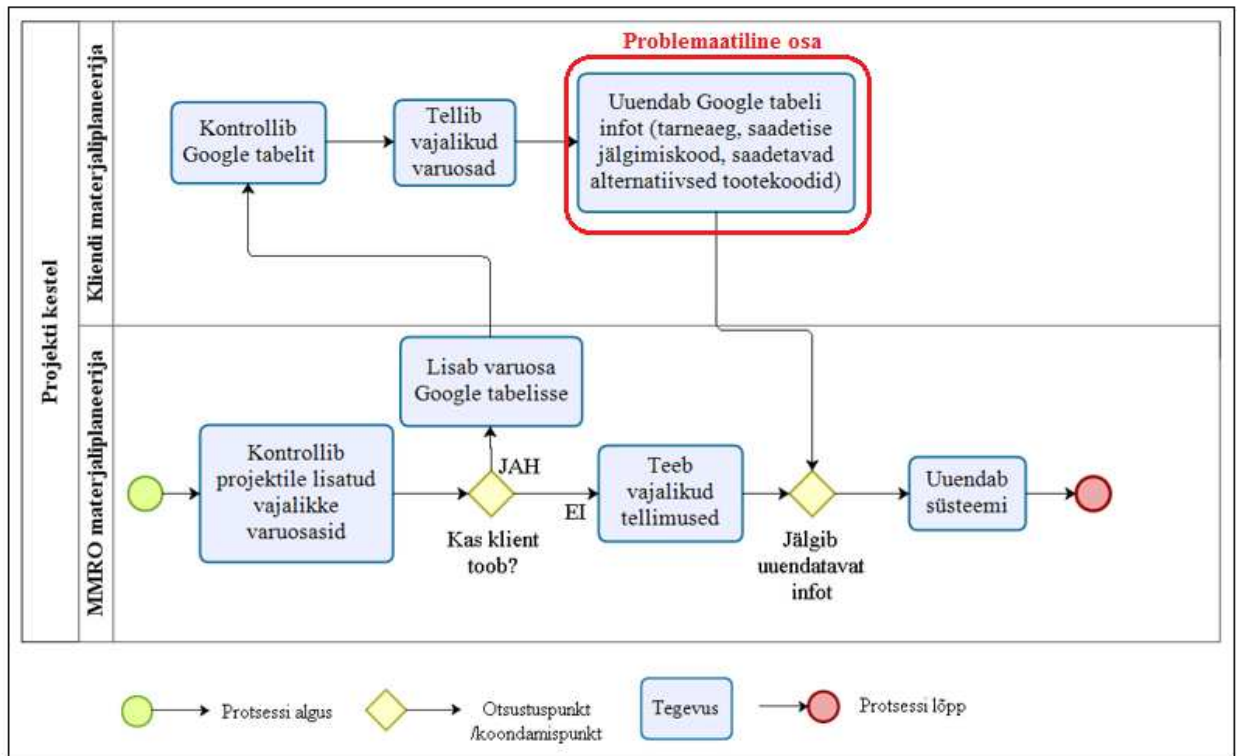 Projekti kestel
Kliendi materjaliplaneerija
MMRO materjaliplaneerija
Problemaatiline osa
Kontrollib
Google tabelit
Tellib
vajalikud
varuosad
Uuendab Google tabeli
infot (tarneaeg, saadetise
jälgimiskood, saadetavad
alternatiivsed tootekoodid)
Lisab varuosa
Google tabelisse
Kontrollib
projektile lisatud
vajalikke
varuosasid
JAH
EI
Kas klient
toob?
Teeb
vajalikud
tellimused
Jälgib
uuendatavat
infot
Uuendab
süsteemi
Protsessi algus
Otsustuspunkt
/koondamispunkt
Tegevus
Protsessi lõpp